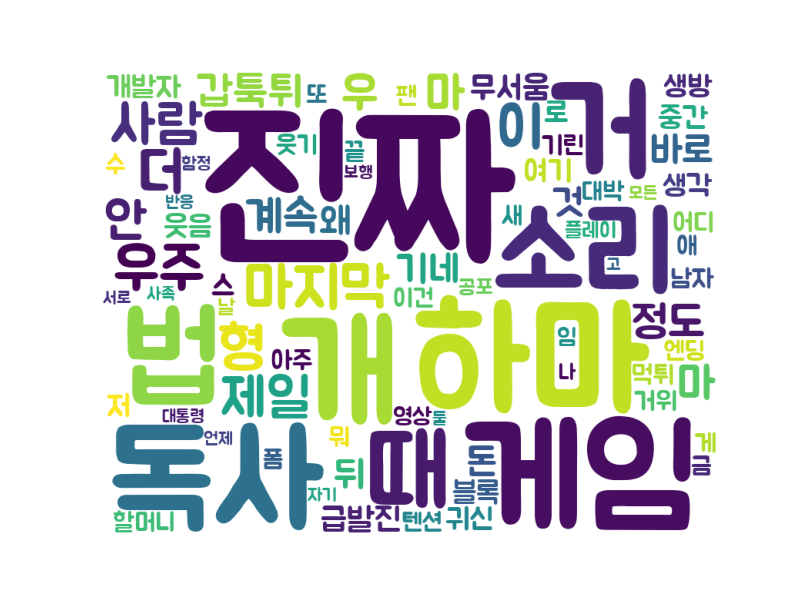 개발자 갑툭튀 또 우 팬 마 무서움 생방
사람 진짜 이 로 거 중간
수 더 함정 웃기 끝 보행 기린 여기 바로
반응 것 대박 모든 생각
안 웃음 계속 왜 새 플레이 어디
우주 스 마지막 기네 소리 고 애
서로 사족 날 이건 공포 남자
법 형 개 하마 임 정도
아주 나 엔딩
저 제일 먹튀 마
대통령 영상 둘 거위
독사 언제 뭐 폼 때 돈 게임 계
뒤 블록 금
할머니 자기 급발진 텐션 귀신